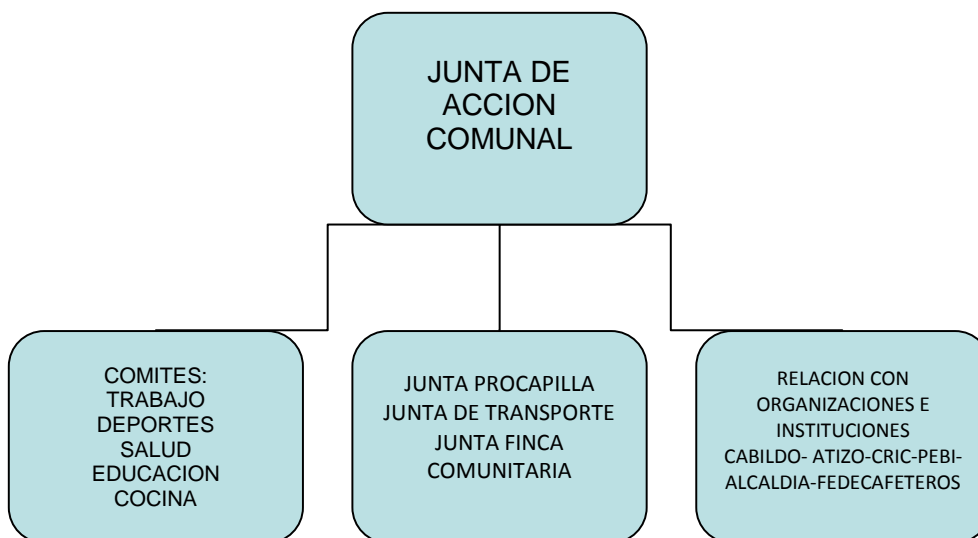 JUNTA DE
ACCION
COMUNAL
COMITES:
TRABAJO
DEPORTES
SALUD
EDUCACION
COCINA
JUNTA PROCAPILLA
JUNTA DE TRANSPORTE
JUNTA FINCA
COMUNITARIA
RELACION CON
ORGANIZACIONES E
INSTITUCIONES
CABILDO- ATIZO-CRIC-PEBI-
ALCALDIA-FEDECAFETEROS